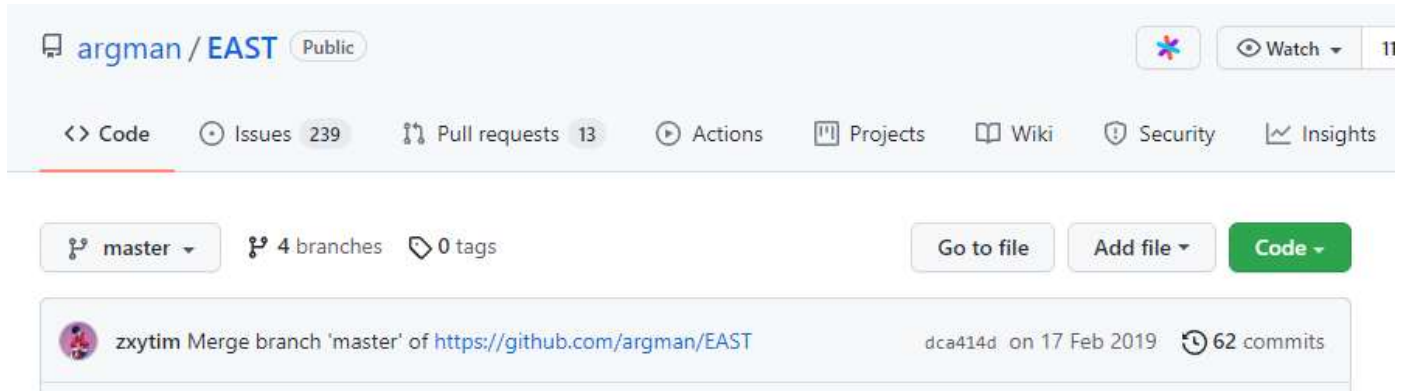 argman / EAST Public Watch 11
Code Issues 239 Pull requests 13 Actions Projects Wiki Security Insights
master 4 branches 0 tags Go to file Add file Code
zxytim Merge branch 'master' of https://github.com/argman/EAST dca414d on 17 Feb 2019 62 commits